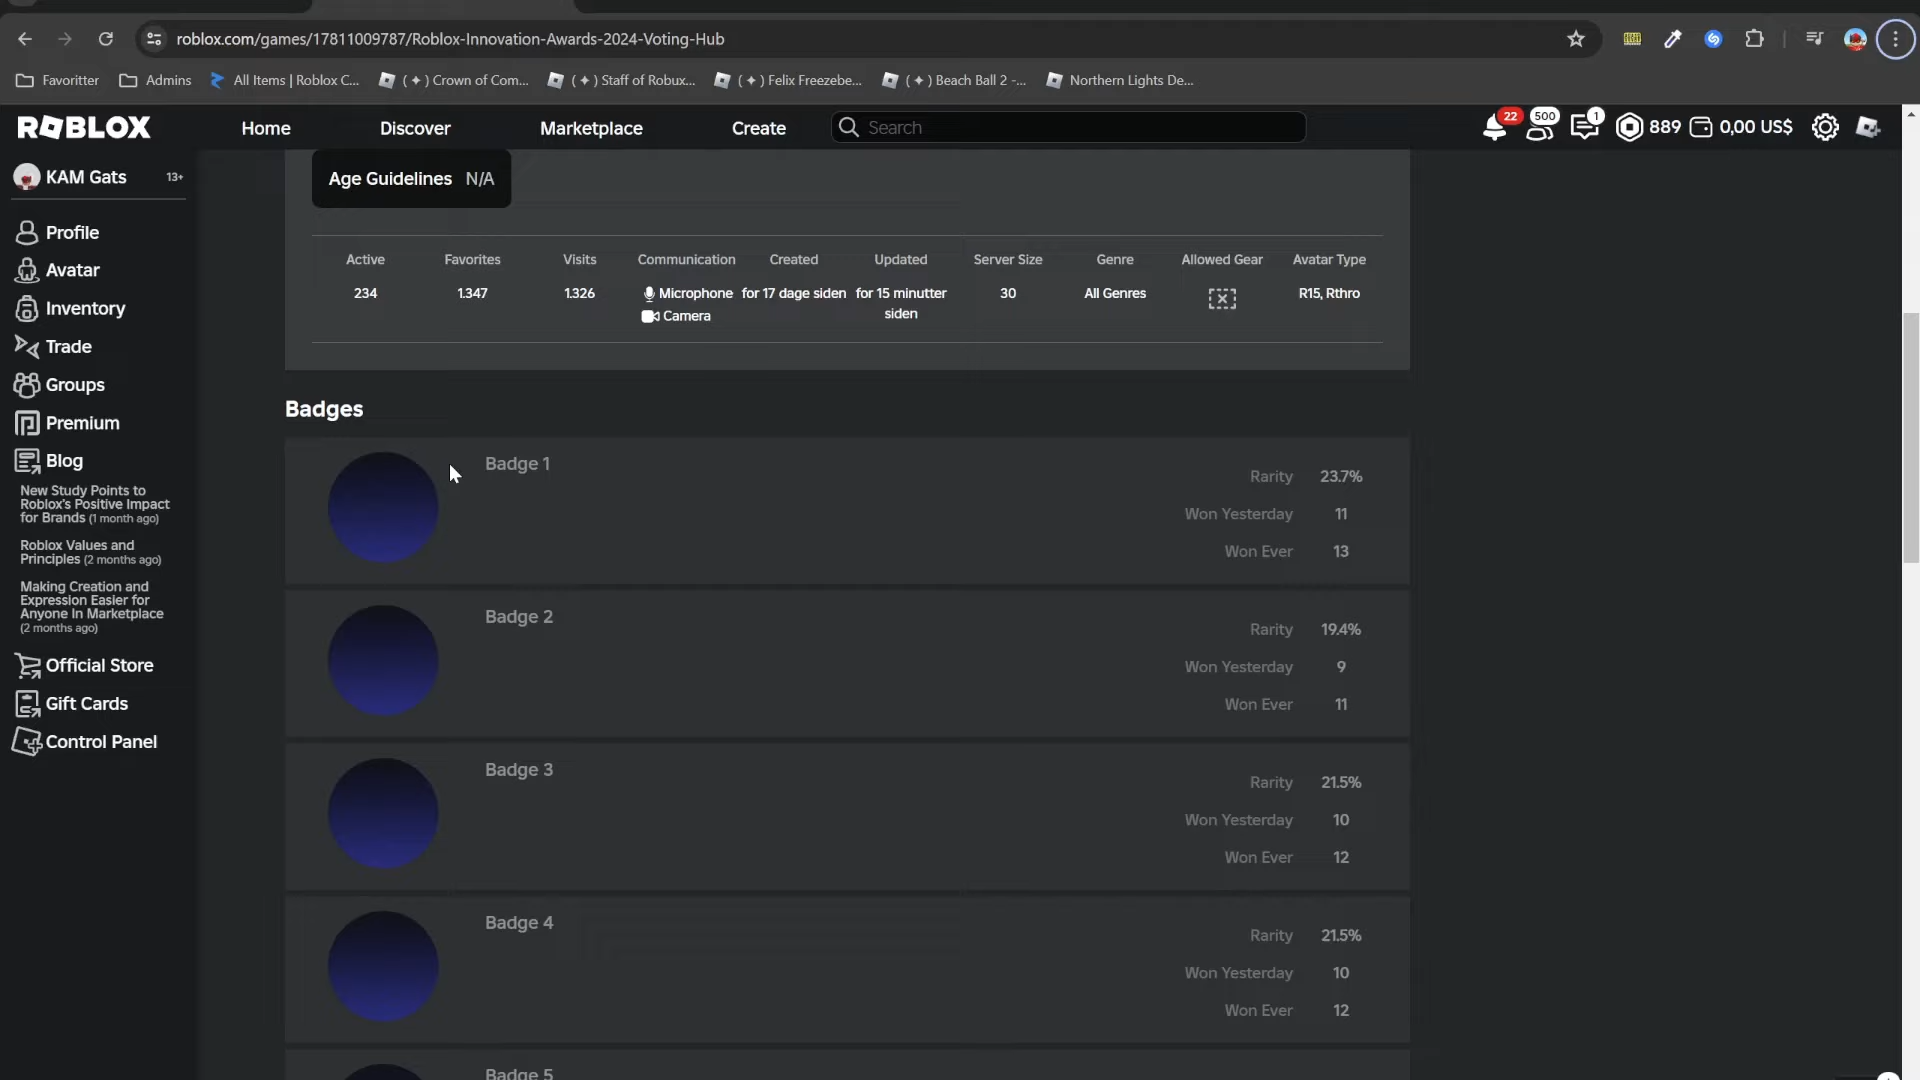 roblox.com/games/17811009787/Roblox-Innovation-Awards-2024-Voting-Hub
Favoritter
Admins
All Items | Roblox C...
( ✦ ) Crown of Com...
( ✦ ) Staff of Robux...
( ✦ ) Felix Freezebe...
( ✦ ) Beach Ball 2 -...
Northern Lights De...
ROBLOX
Home
Discover
Marketplace
Create
Search
22
500
1
889
0,00 US$
KAM Gats
13+
Profile
Avatar
Inventory
Trade
Groups
Premium
Blog
New Study Points to
Roblox's Positive Impact
for Brands (1 month ago)
Roblox Values and
Principles (2 months ago)
Making Creation and
Expression Easier for
Anyone in Marketplace
(2 months ago)
Official Store
Gift Cards
Control Panel
Age Guidelines N/A
Active Favorites Visits Communication Created Updated Server Size Genre Allowed Gear Avatar Type
234 1.347 1.326 Microphone for 17 dage siden for 15 minutter 30 All Genres R15, Rthro
Camera siden
Badges
Badge 1
Rarity 23.7%
Won Yesterday 11
Won Ever 13
Badge 2
Rarity 19.4%
Won Yesterday 9
Won Ever 11
Badge 3
Rarity 21.5%
Won Yesterday 10
Won Ever 12
Badge 4
Rarity 21.5%
Won Yesterday 10
Won Ever 12
Badge 5